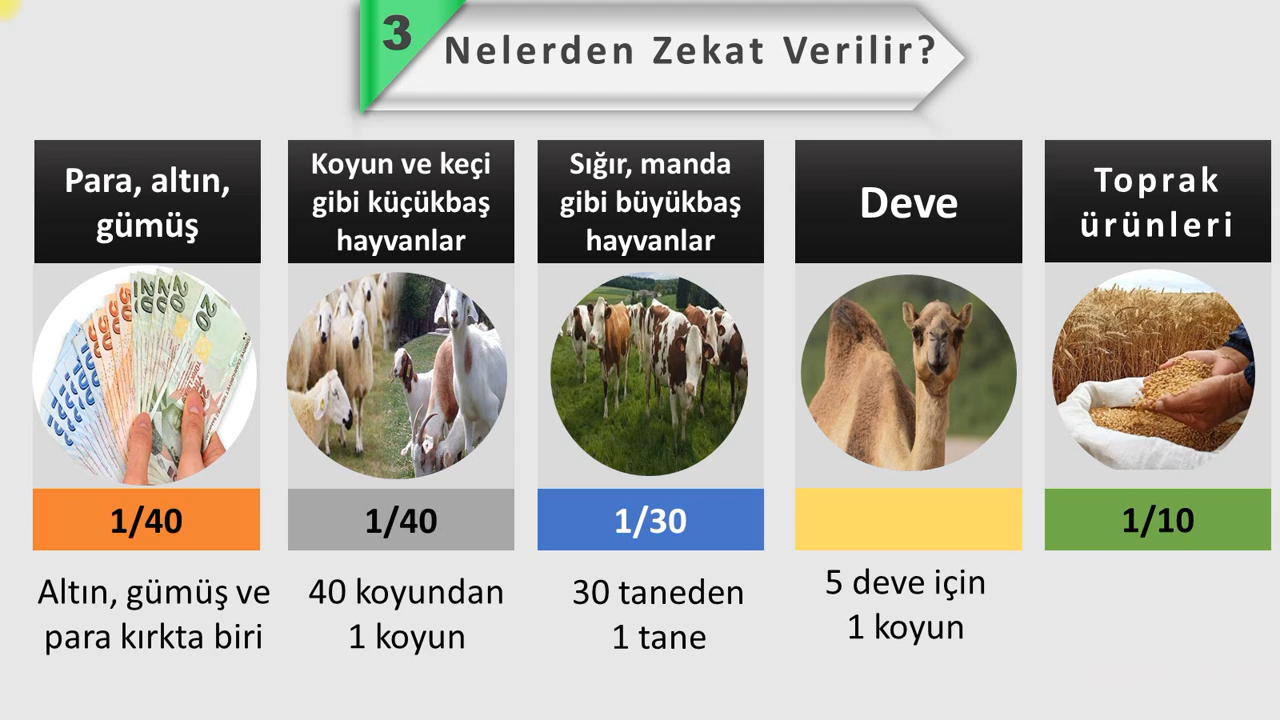 3
Nelerden Zekat Verilir?
Para, altın,
gümüş
Koyun ve keçi
gibi küçükbaş
hayvanlar
Sığır, manda
gibi büyükbaş
hayvanlar
Deve
Toprak
ürünleri
1/40
1/40
1/30
1/10
Altın, gümüş ve
para kırkta biri
40 koyundan
1 koyun
30 taneden
1 tane
5 deve için
1 koyun